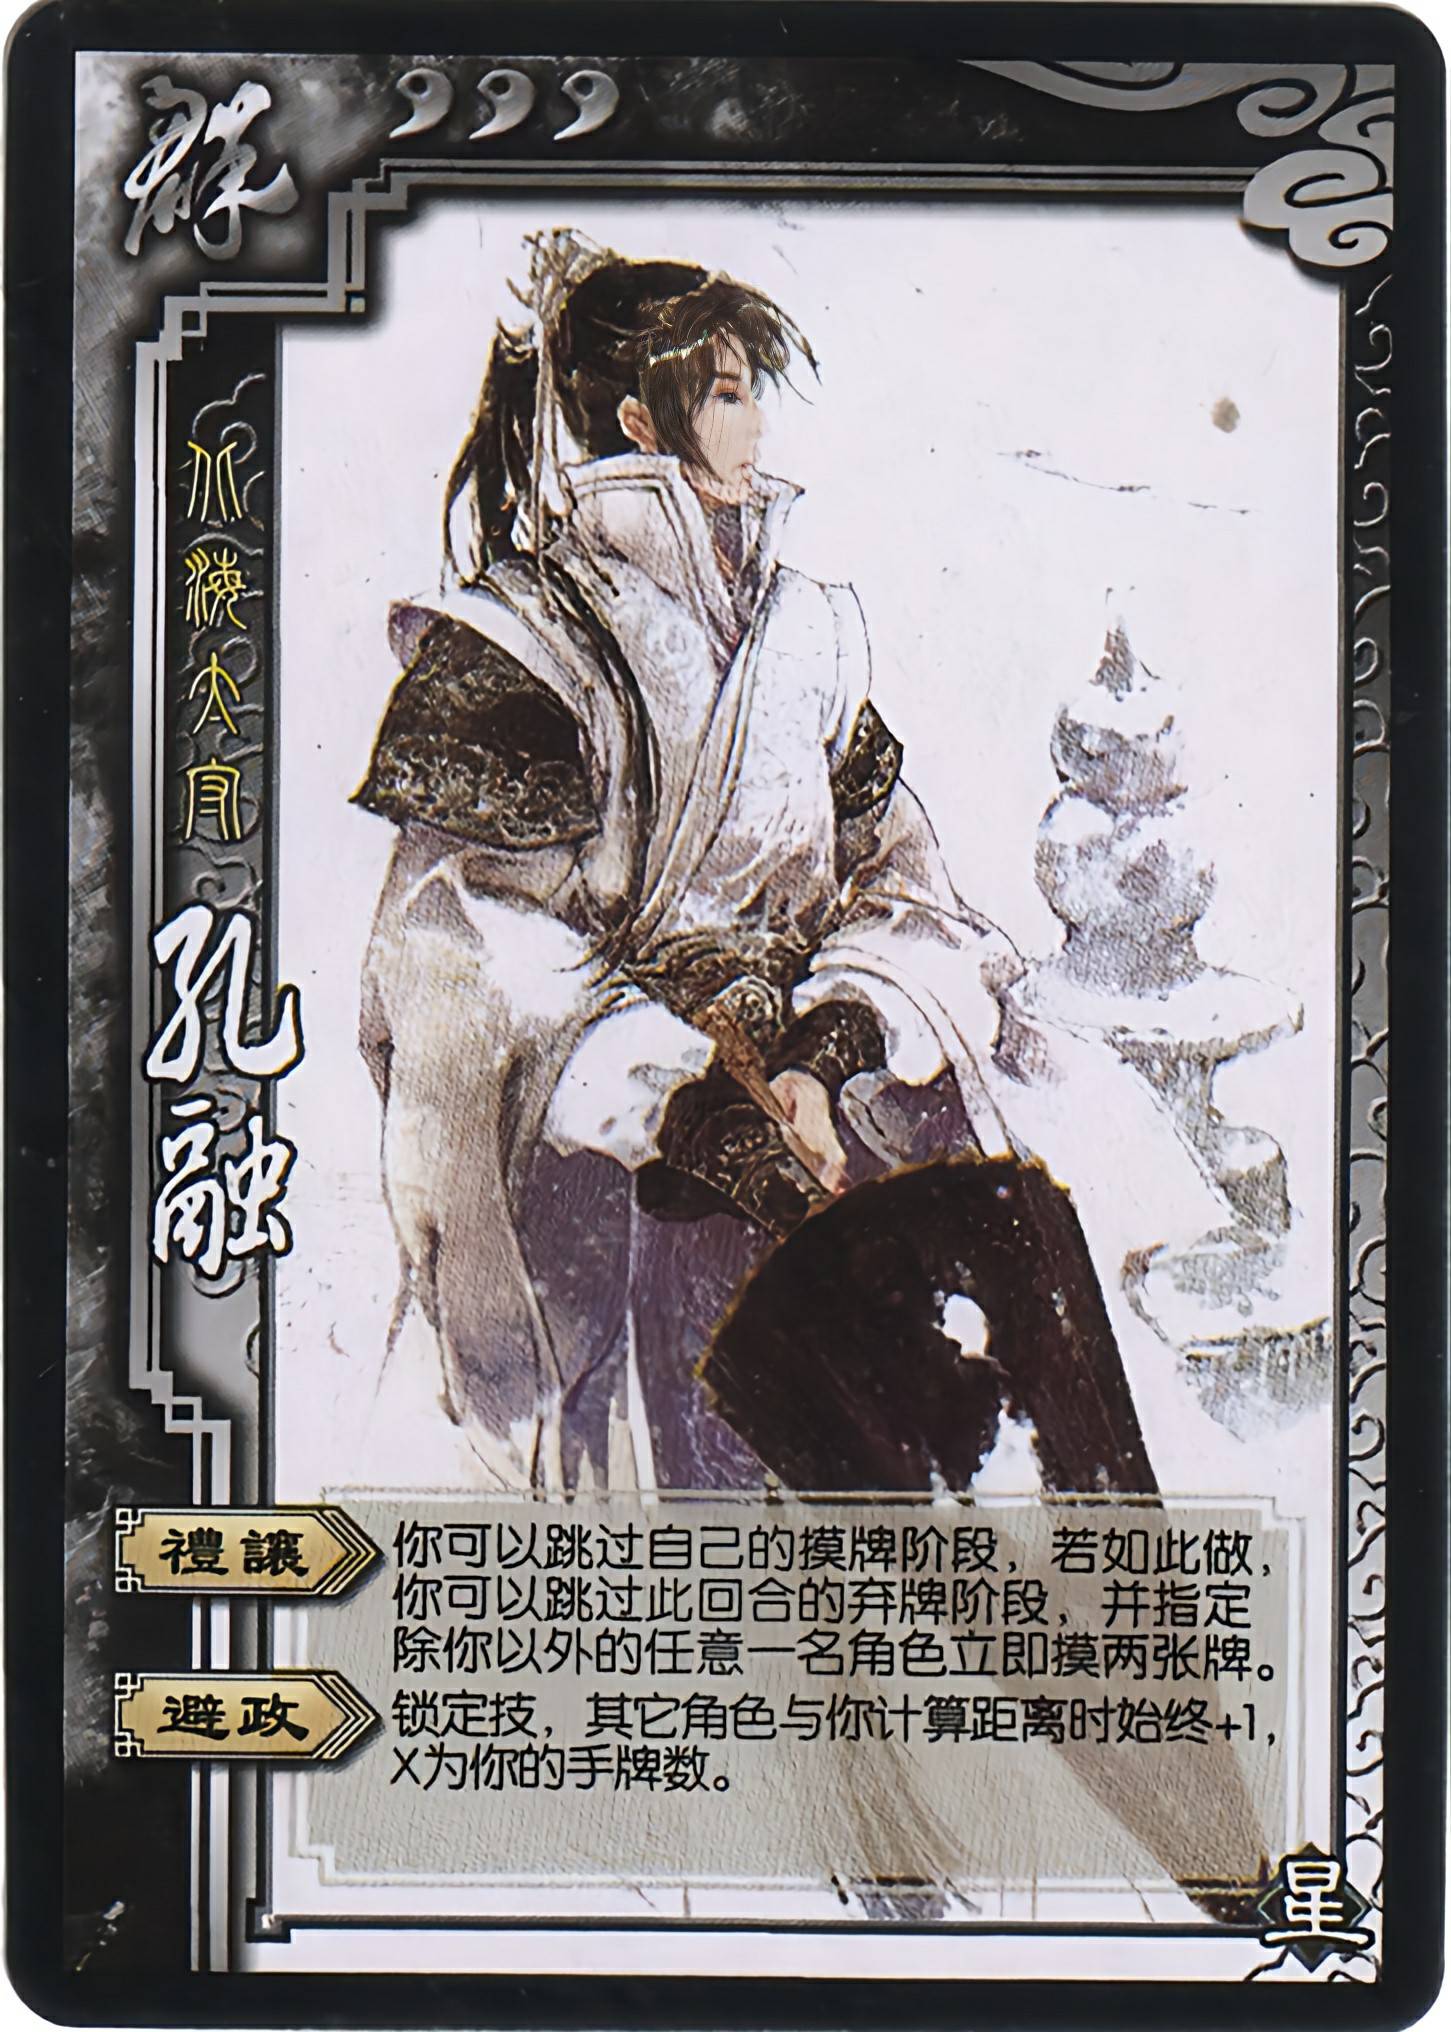 群
北海太守
孔融
禮讓
你可以跳过自己的摸牌阶段，若如此做，
你可以跳过此回合的弃牌阶段，并指定
除你以外的任意一名角色立即摸两张牌。
避政
锁定技，其它角色与你计算距离时始终+1，
X为你的手牌数。
星